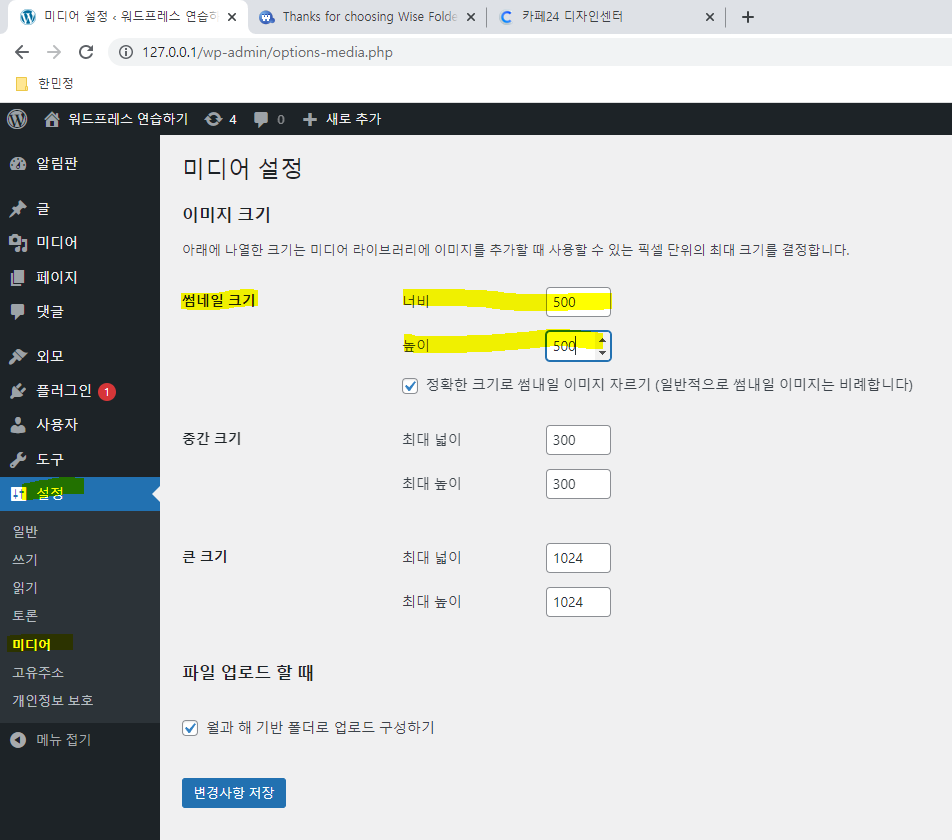 미디어 설정 ‹ 워드프레스 연습하
Thanks for choosing Wise Folde
카페24 디자인센터
127.0.0.1/wp-admin/options-media.php
한민정
워드프레스 연습하기 4 0 새로 추가
알림판
글
미디어
페이지
댓글
외모
플러그인 1
사용자
도구
설정
일반
쓰기
읽기
토론
미디어
고유주소
개인정보 보호
메뉴 접기
미디어 설정
이미지 크기
아래에 나열한 크기는 미디어 라이브러리에 이미지를 추가할 때 사용할 수 있는 픽셀 단위의 최대 크기를 결정합니다.
썸네일 크기 너비 500
높이 500
정확한 크기로 썸내일 이미지 자르기 (일반적으로 썸내일 이미지는 비례합니다)
중간 크기 최대 넓이 300
최대 높이 300
큰 크기 최대 넓이 1024
최대 높이 1024
파일 업로드 할 때
월과 해 기반 폴더로 업로드 구성하기
변경사항 저장